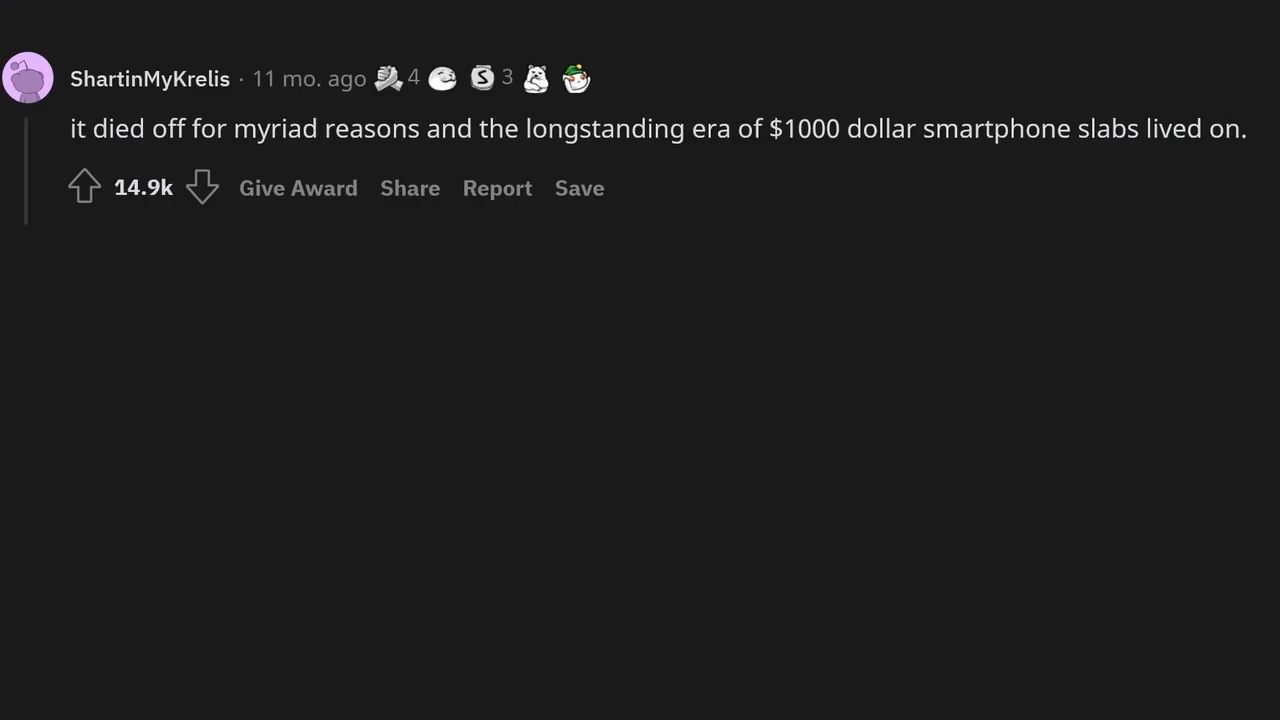 ShartinMyKrelis · 11 mo. ago 4 S 3
it died off for myriad reasons and the longstanding era of $1000 dollar smartphone slabs lived on.
14.9k Give Award Share Report Save